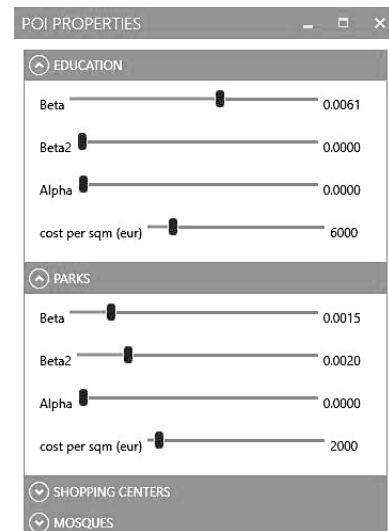 POI PROPERTIES
EDUCATION
Beta 0.0061
Beta2 0.0000
Alpha 0.0000
cost per sqm (eur) 6000
PARKS
Beta 0.0015
Beta2 0.0020
Alpha 0.0000
cost per sqm (eur) 2000
SHOPPING CENTERS
MOSQUES